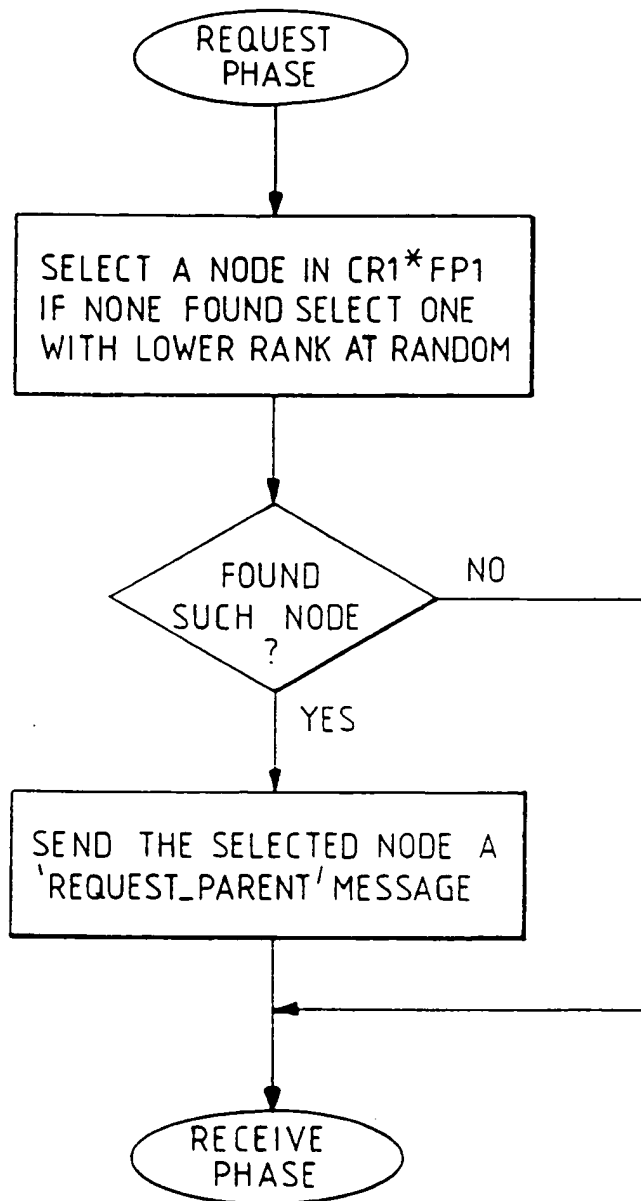 REQUEST
PHASE
SELECT A NODE IN CR1*FP1
IF NONE FOUND SELECT ONE
WITH LOWER RANK AT RANDOM
FOUND
SUCH NODE
?
NO
YES
SEND THE SELECTED NODE A
'REQUEST_PARENT' MESSAGE
RECEIVE
PHASE